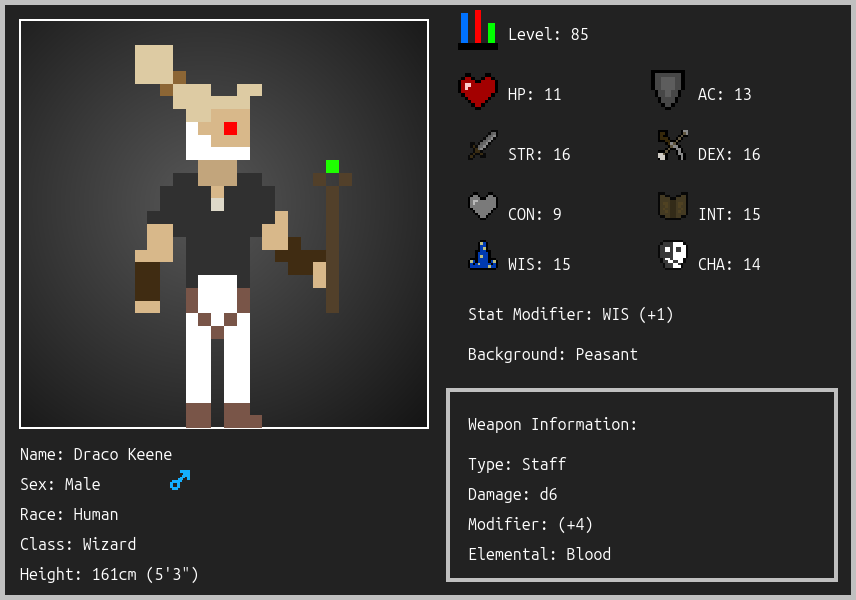 Level: 85
HP: 11
AC: 13
STR: 16
DEX: 16
CON: 9
INT: 15
WIS: 15
CHA: 14
Stat Modifier: WIS (+1)
Background: Peasant
Weapon Information:
Type: Staff
Damage: d6
Modifier: (+4)
Elemental: Blood
Name: Draco Keene
Sex: Male
Race: Human
Class: Wizard
Height: 161cm (5'3")